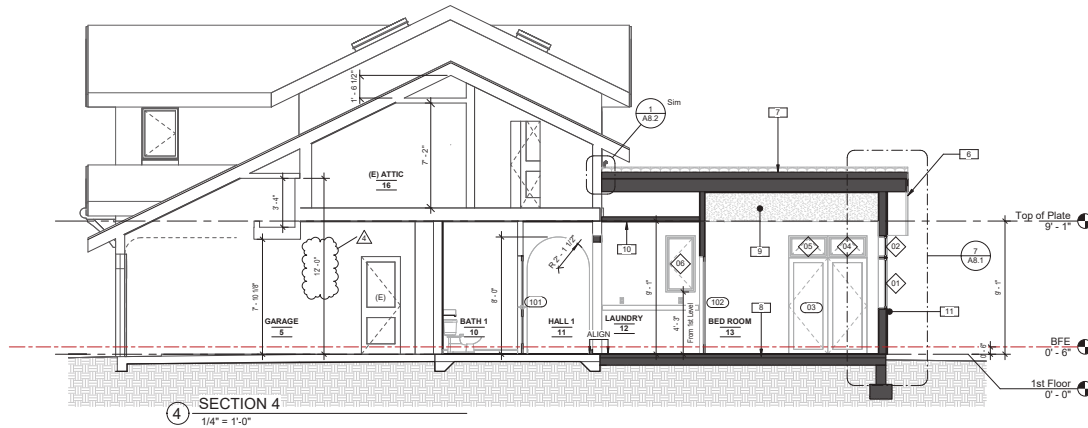 1' - 6 1/2"
1
A8.2
Sim
7
6
7' - 2"
(E) ATTIC
16
3'-4"
Top of Plate
9' - 1"
4
10
9
7
A8.1
05
04
02
06
01
7' - 10 1/8"
12' -0"
8' - 0"
R 2' - 1 1/2"
9' - 1"
9' - 1"
(E)
101
102
03
8
11
4' - 3"
From 1st Level
GARAGE
5
BATH 1
10
HALL 1
11
LAUNDRY
12
BED ROOM
13
ALIGN
BFE
0' - 6"
0' - 6"
1st Floor
0' - 0"
4
SECTION 4
1/4" = 1'-0"